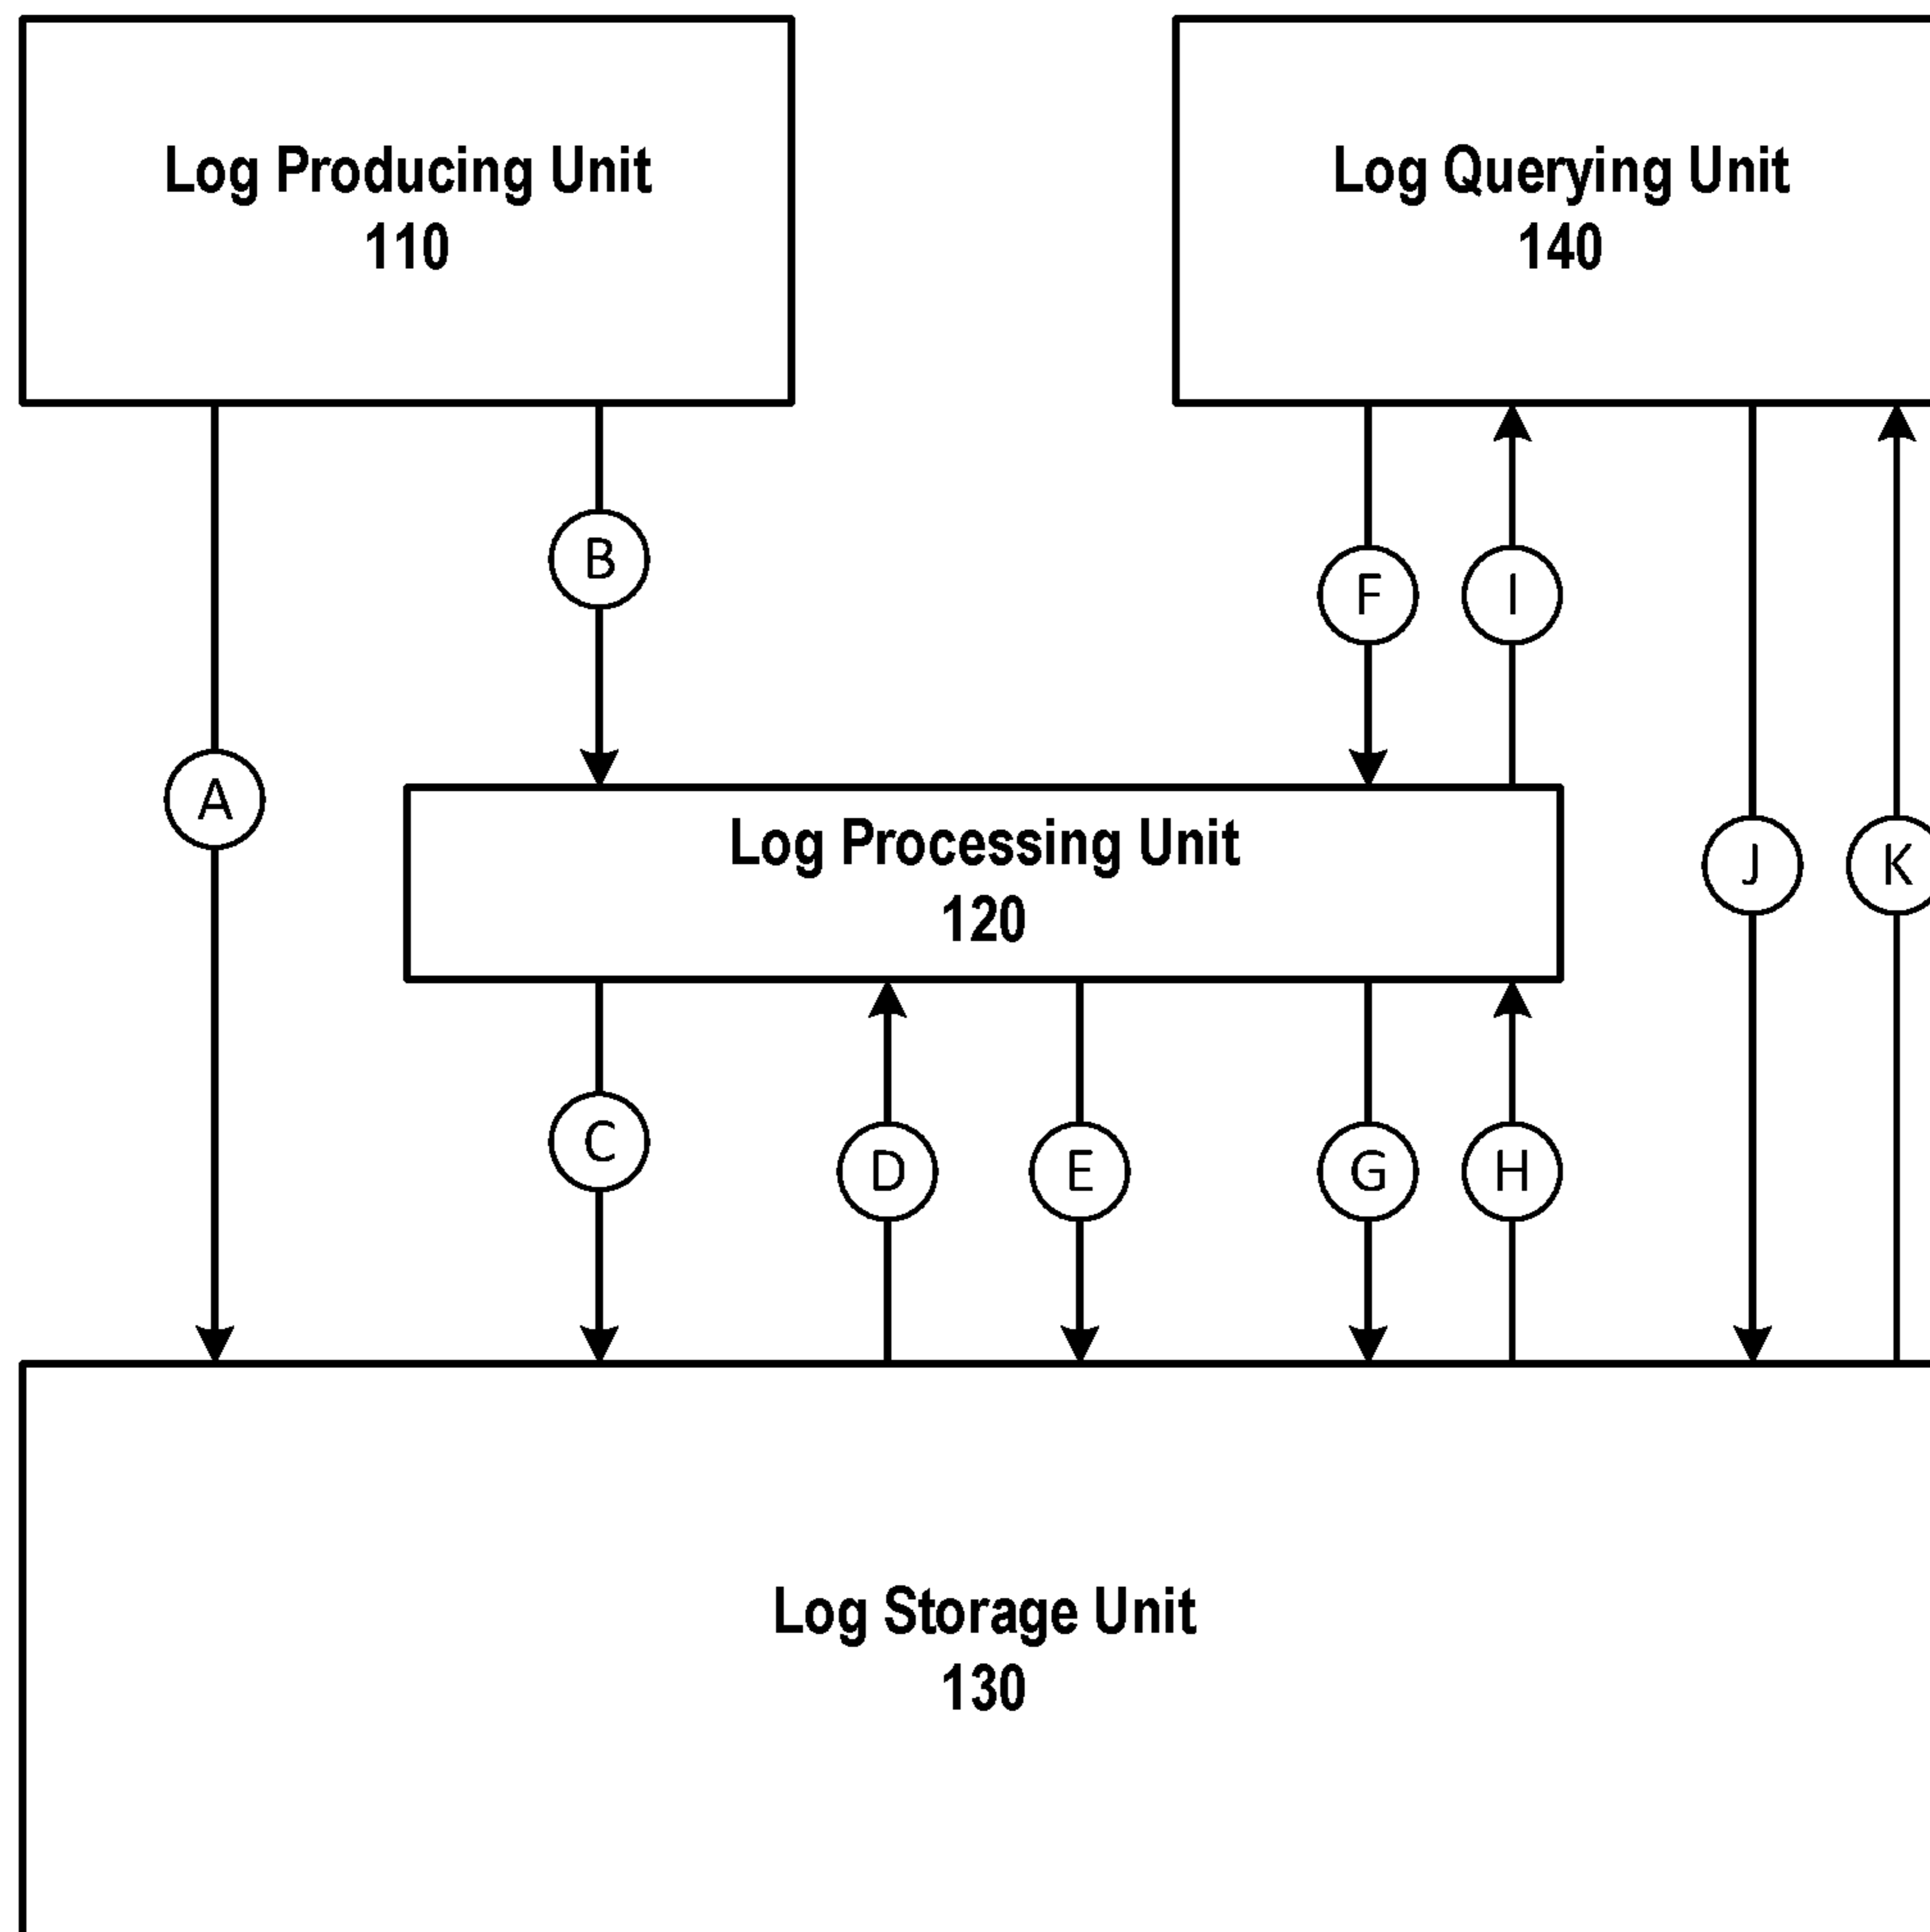 Log Producing Unit
110
Log Querying Unit
140
B
F
I
A
Log Processing Unit
120
J
K
C
D
E
G
H
Log Storage Unit
130